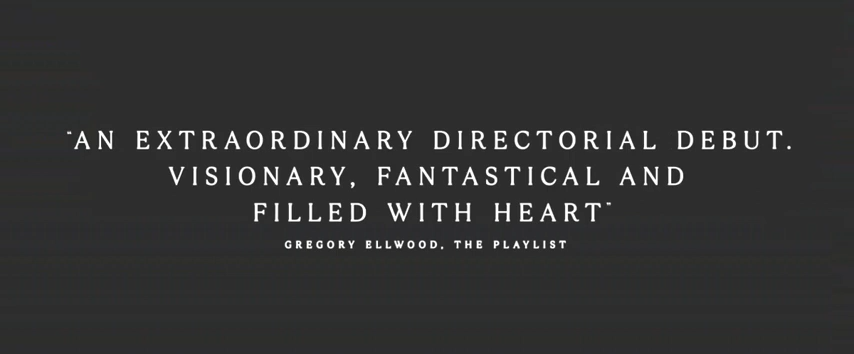 "AN EXTRAORDINARY DIRECTORIAL DEBUT.
VISIONARY, FANTASTICAL AND
FILLED WITH HEART"
GREGORY ELLWOOD, THE PLAYLIST